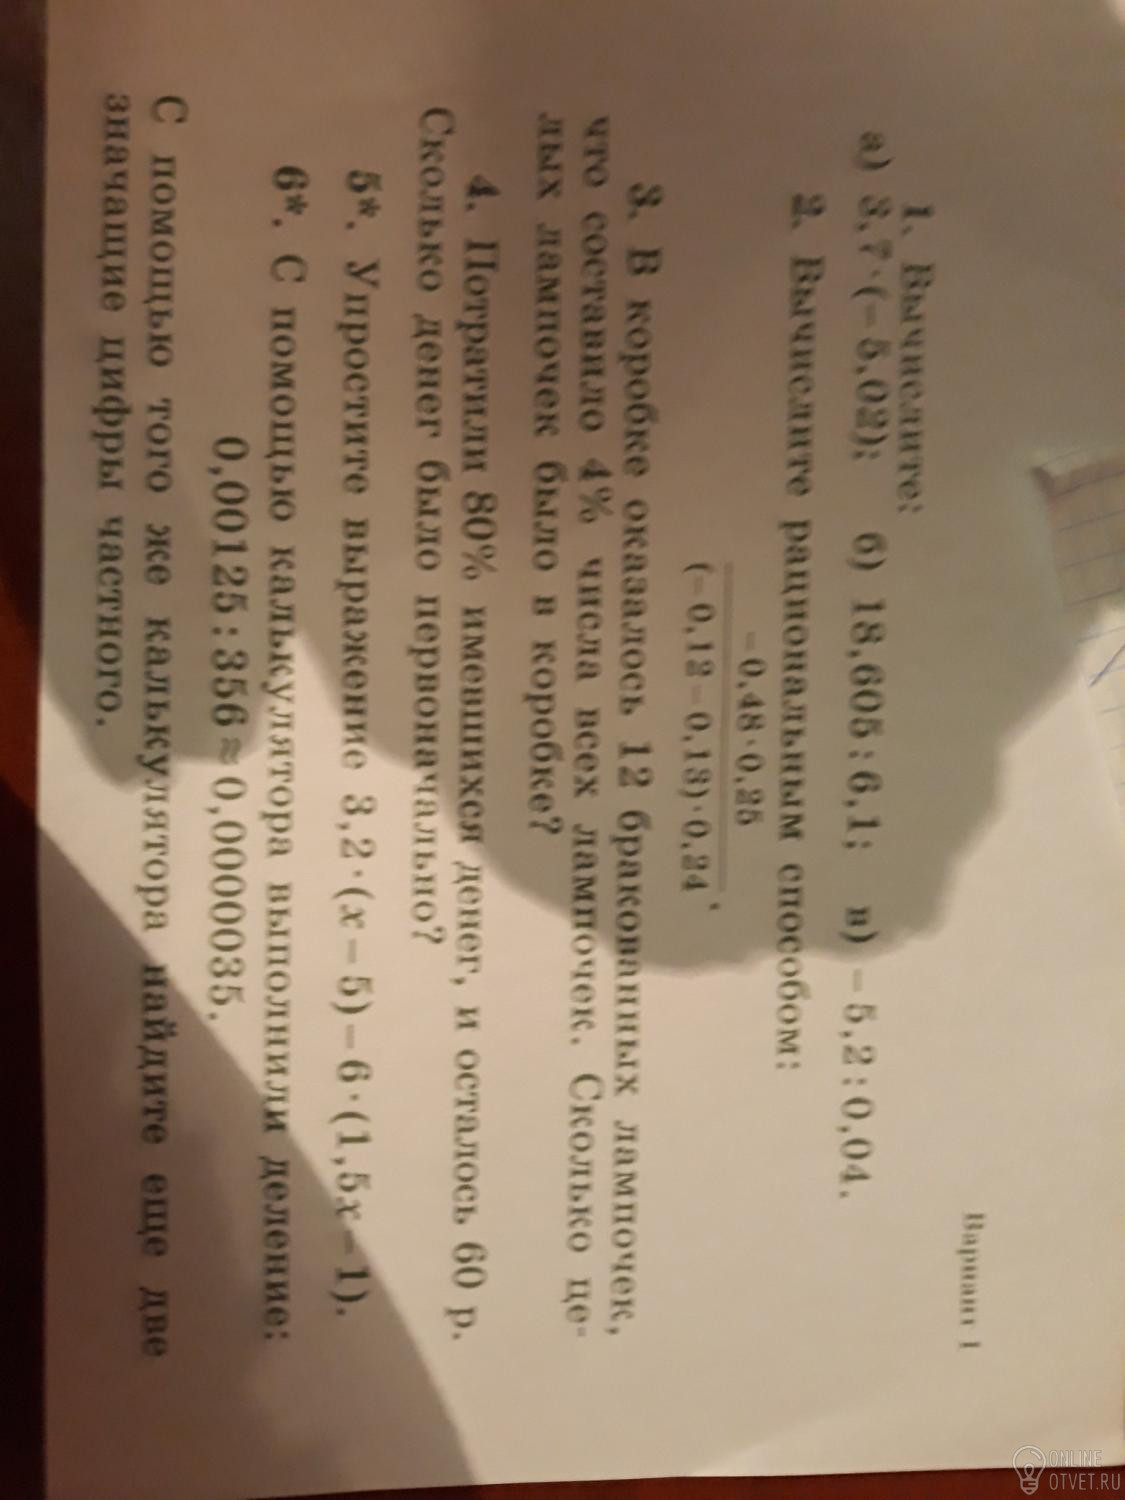 Вариант 1
1. Вычислите:
а) 3,7·(−5,02); б) 18,605 : 6,1; в) −5,2 : 0,04.
2. Вычислите рациональным способом:
−0,48·0,25
(−0,12−0,13)·0,24.
3. В коробке оказалось 12 бракованных лампочек,
что составило 4% числа всех лампочек. Сколько це-
лых лампочек было в коробке?
4. Потратили 80% имевшихся денег, и осталось 60 р.
Сколько денег было первоначально?
5*. Упростите выражение 3,2·(x−5)−6·(1,5x−1).
6*. С помощью калькулятора выполнили деление:
0,00125 : 356 ≈ 0,0000035.
С помощью того же калькулятора найдите еще две
значащие цифры частного.
ONLINE
OTVET.RU